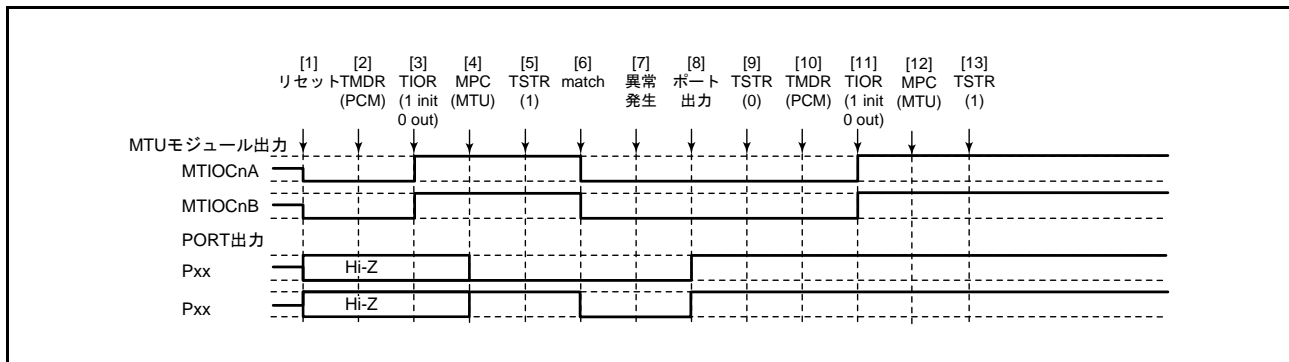 [1] [2] [3] [4] [5] [6] [7] [8] [9] [10] [11] [12] [13]
リセット TMDR TIOR MPC TSTR match 異常 ポート TSTR TMDR TIOR MPC TSTR
(PCM) (1 init (MTU) (1) 発生 出力 (0) (PCM) (1 init (MTU) (1)
0 out) 0 out)
MTUモジュール出力
MTIOCnA
MTIOCnB
PORT出力
Pxx Hi-Z
Pxx Hi-Z